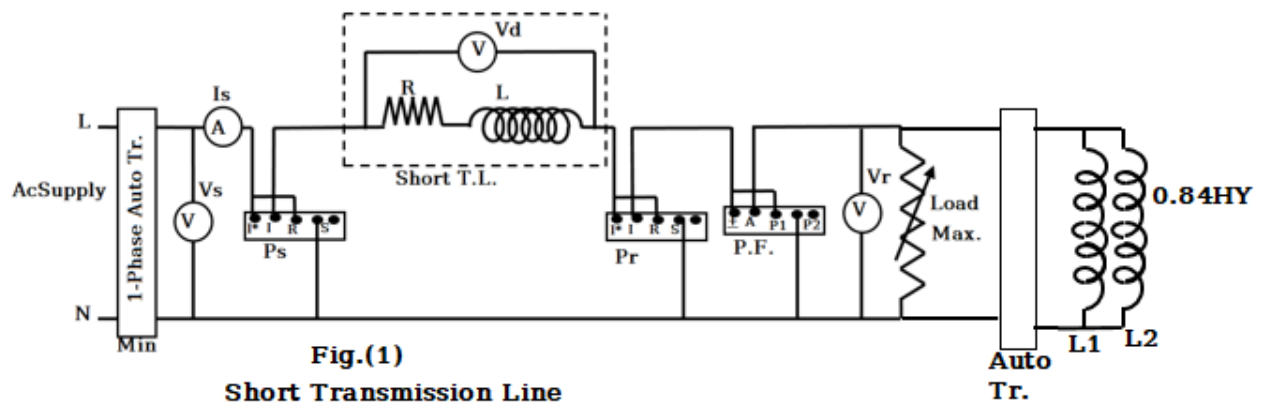 Vd
V
Is
R
L
L
A
1-Phase Auto Tr.
Short T.L.
AcSupply
Vs
V
I* I R S
Ps
I* I R S
Pr
± A P1 P2
P.F.
Vr
V
Load
Max.
0.84HY
N
Min
Fig.(1)
Short Transmission Line
Auto
Tr.
L1 L2